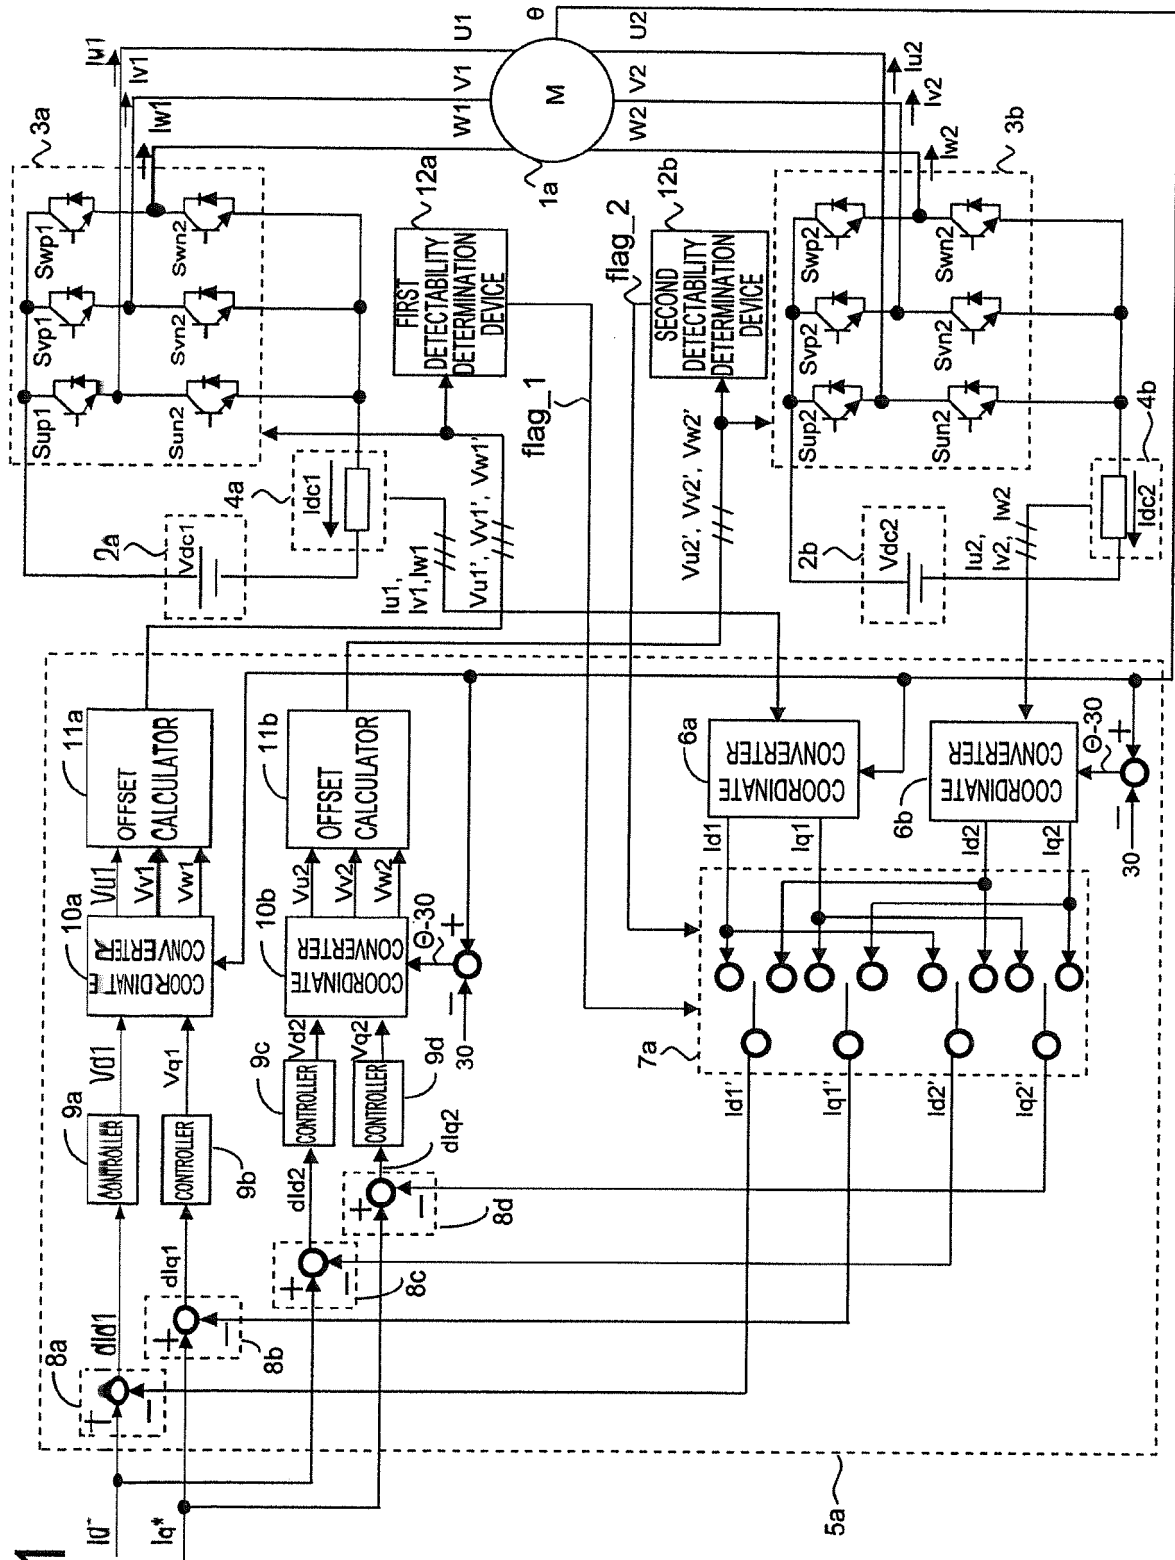 1
Id*
Iq*
8a
dId1
8b
dIq1
8c
dId2
8d
dIq2
9a
CONTROLLER
Vd1
9b
CONTROLLER
Vq1
9c
CONTROLLER
Vd2
9d
CONTROLLER
Vq2
10a
COORDINATE
CONVERTER
Vu1
Vv1
Vw1
10b
COORDINATE
CONVERTER
Vu2
Vv2
Vw2
Θ-30
30
11a
OFFSET
CALCULATOR
11b
OFFSET
CALCULATOR
5a
7a
Id1'
Iq1'
Id2'
Iq2'
Id1
Iq1
Id2
Iq2
6a
COORDINATE
CONVERTER
6b
COORDINATE
CONVERTER
Θ-30
30
2a
Vdc1
4a
Idc1
Iu1,
Iv1,Iw1
Vu1', Vv1', Vw1'
flag_1
3a
Sup1
Svp1
Swp1
Sun2
Svn2
Swn2
Iu1
Iv1
Iw1
12a
FIRST
DETECTABILITY
DETERMINATION
DEVICE
flag_2
12b
SECOND
DETECTABILITY
DETERMINATION
DEVICE
Vu2', Vv2', Vw2'
U1
V1
W1
M
θ
1a
U2
V2
W2
2b
Vdc2
3b
Sup2
Svp2
Swp2
Sun2
Svn2
Swn2
Iu2
Iv2
Iw2
4b
Idc2
Iu2,
Iv2, Iw2